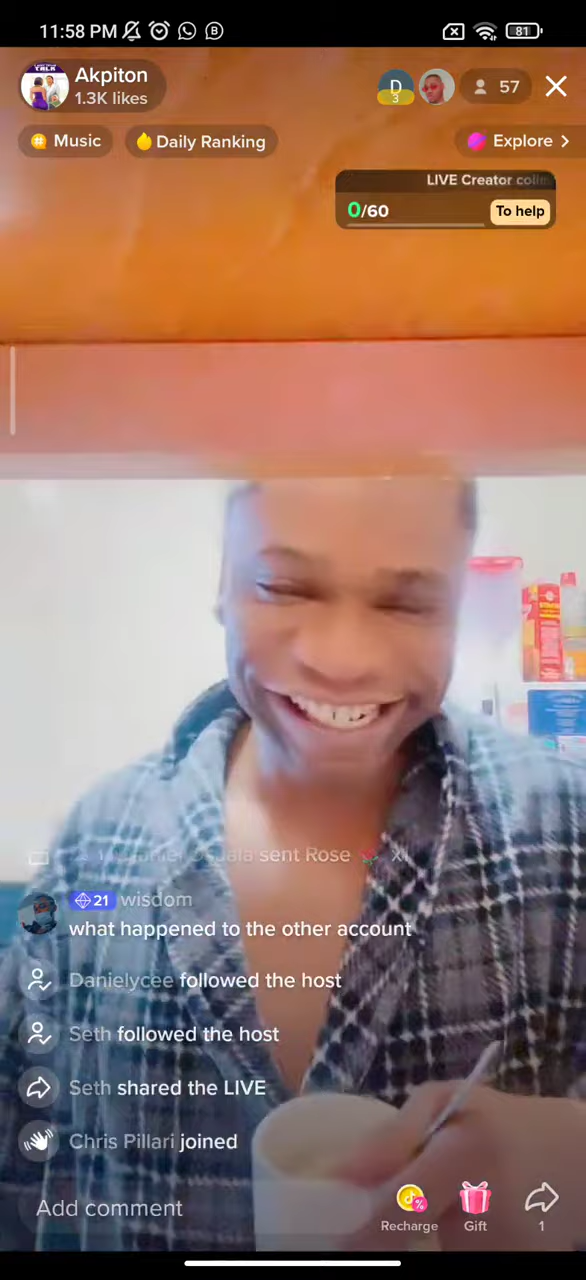 11:58 PM
81
Akpiton
1.3K likes
D
3
57
Music
Daily Ranking
Explore
LIVE Creator
0/60
To help
sent Rose
21 wisdom
what happened to the other account
Danielycee followed the host
Seth followed the host
Seth shared the LIVE
Chris Pillari joined
Add comment
Recharge
Gift
1